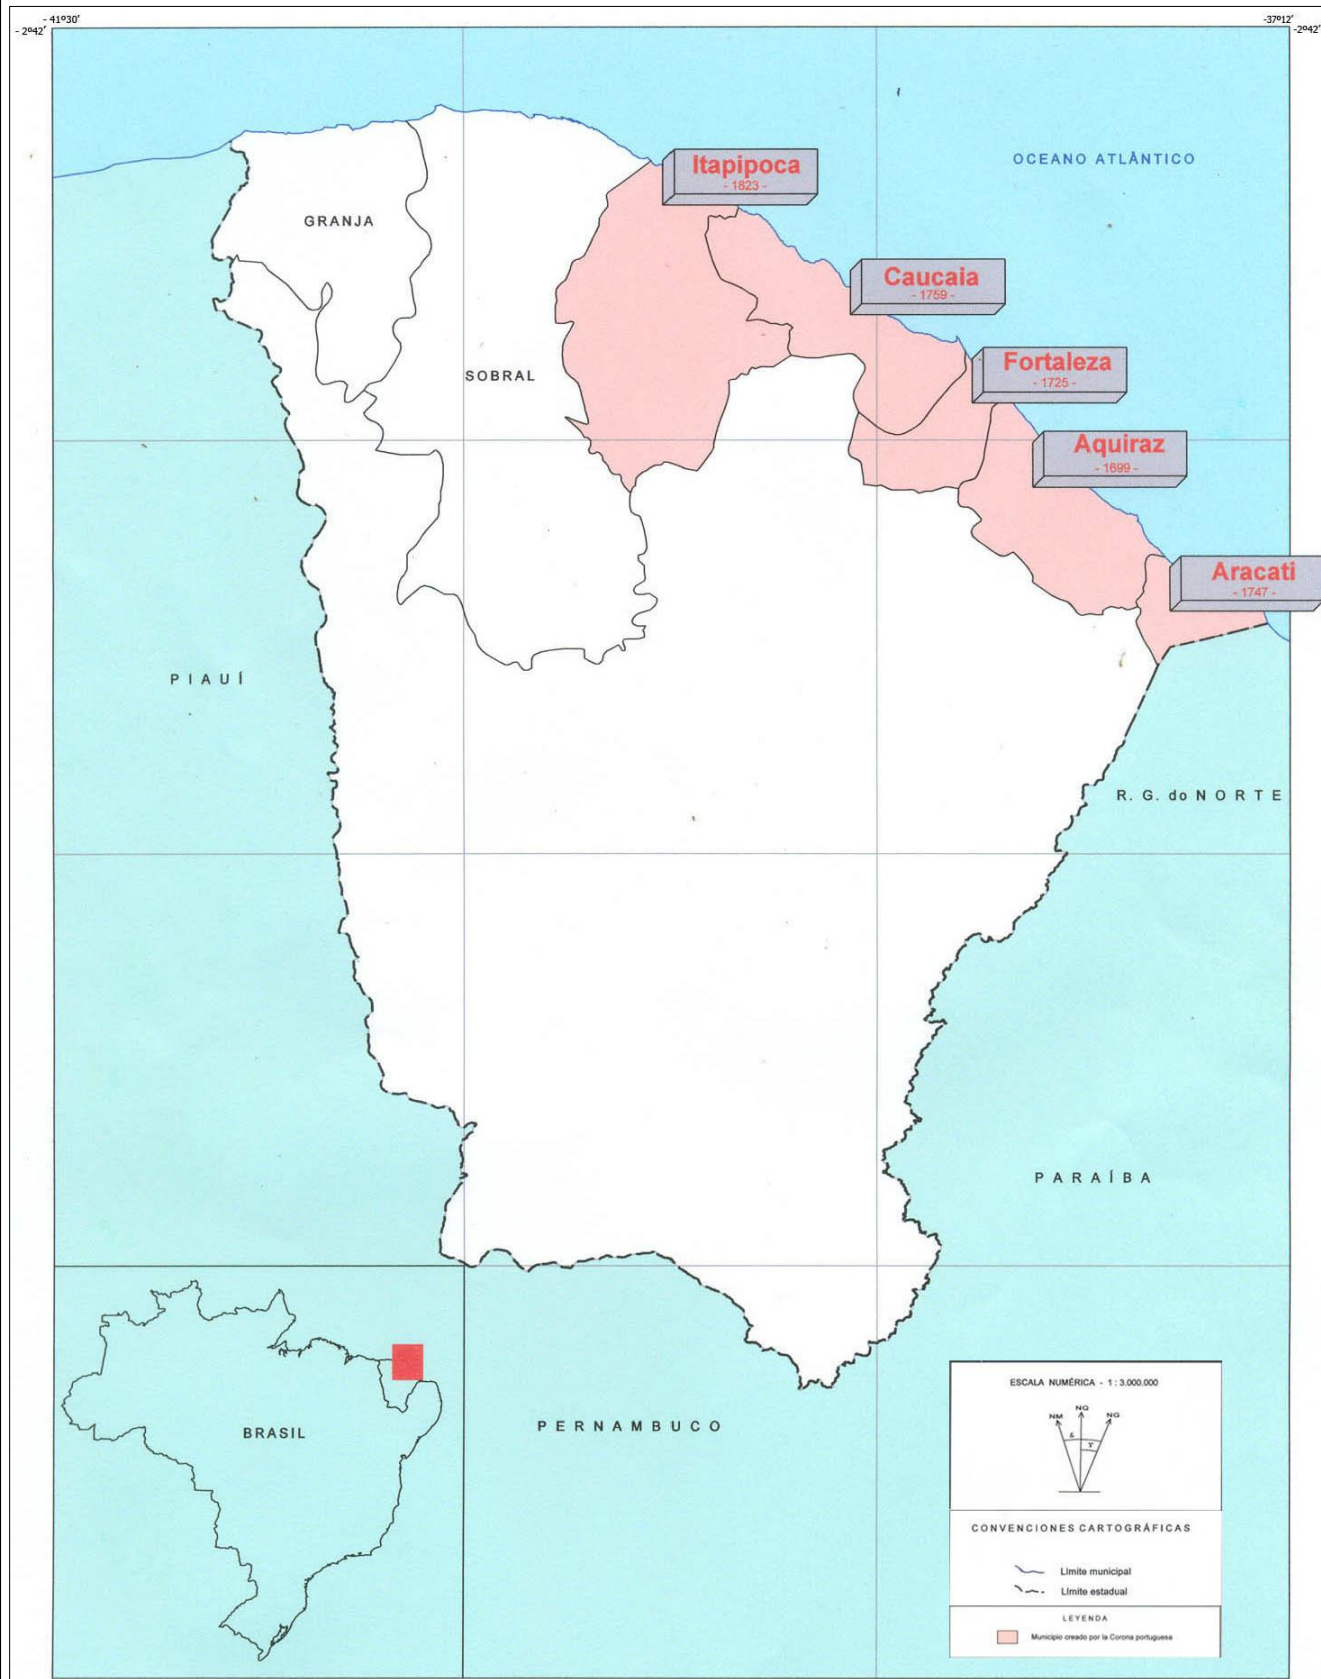 - 41º30'
-37º12'
- 2º42'
-2º42'
OCEANO ATLÂNTICO
Itapipoca
- 1823 -
GRANJA
Caucaia
- 1759 -
Fortaleza
- 1725 -
SOBRAL
Aquiraz
- 1699 -
Aracati
- 1747 -
PIAUÍ
R. G. do NORTE
PARAÍBA
PERNAMBUCO
BRASIL
ESCALA NUMÉRICA - 1 : 3.000.000
NM
NQ
NG
CONVENCIONES CARTOGRÁFICAS
Límite municipal
Límite estadual
LEYENDA
Municipio creado por la Corona portuguesa